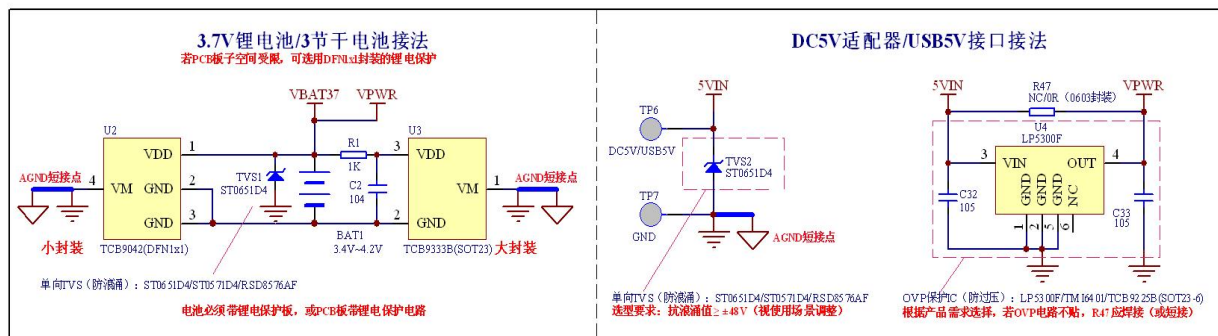 3.7V锂电池/3节干电池接法
若PCB板子空间受限，可选用DFN1x1封装的锂电保护
VBAT37
VPWR
U2
VDD
1
VM
4
GND
2
GND
3
AGND短接点
小封装
TCB9042(DFN1x1)
TVS1
ST0651D4
R1
1K
C2
104
BAT1
3.4V~4.2V
U3
3
VDD
VM
1
2
GND
AGND短接点
TCB9333B(SOT23)
大封装
单向TVS（防浪涌）：ST0651D4/ST0571D4/RSD8576AF
电池必须带锂电保护板，或PCB板带锂电保护电路
DC5V适配器/USB5V接口接法
5VIN
TP6
DC5V/USB5V
TVS2
ST0651D4
TP7
GND
AGND短接点
单向TVS（防浪涌）：ST0651D4/ST0571D4/RSD8576AF
选型要求：抗浪涌值≥±48V（视使用场景调整）
5VIN
VPWR
R47
NC/0R（0603封装）
U4
LP5300F
3
VIN
OUT
4
GND
GND
GND
NC
1
2
5
6
C32
105
C33
105
OVP保护IC（防过压）：LP5300F/TMI6401/TCB9225B(SOT23-6)
根据产品需求选择，若OVP电路不贴，R47应焊接（或短接）